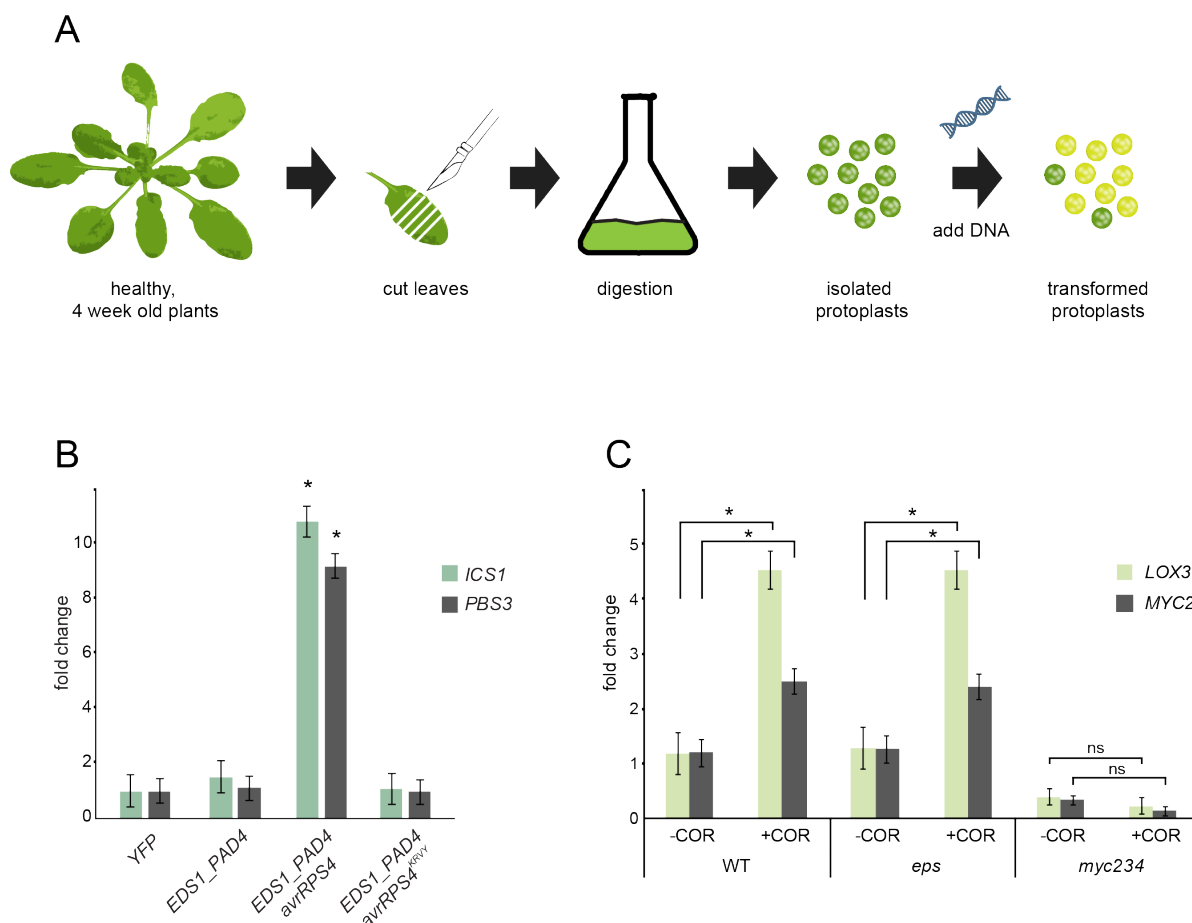 A
healthy,
4 week old plants
cut leaves
digestion
isolated
protoplasts
add DNA
transformed
protoplasts
B
fold change
10
8
6
4
2
0
*
*
ICS1
PBS3
YFP
EDS1_PAD4
EDS1_PAD4
avrRPS4
EDS1_PAD4
avrRPS4KRVY
C
fold change
5
4
3
2
1
0
*
*
*
*
ns
ns
LOX3
MYC2
-COR
+COR
-COR
+COR
-COR
+COR
WT
eps
myc234